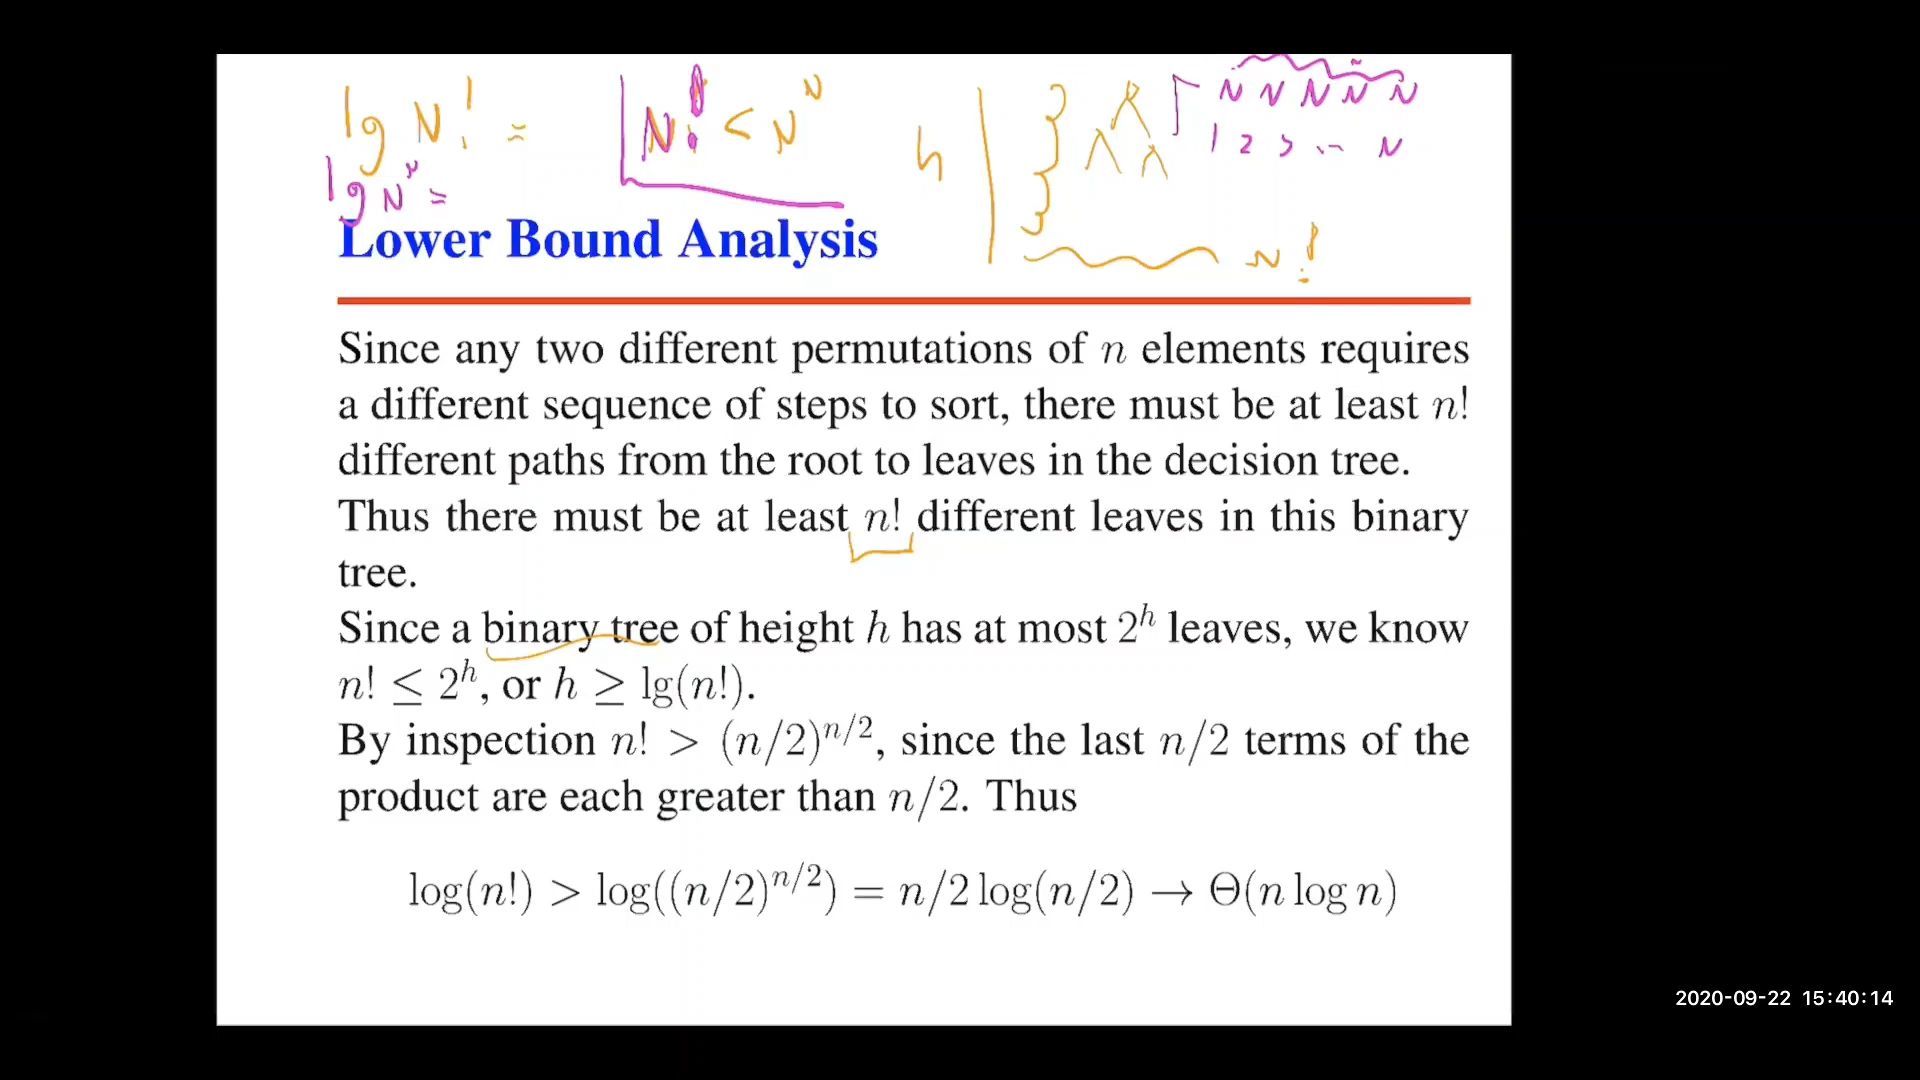 lg N! =
N! < N^N
h
N N N N N
1 2 3 ... N
lg N^N =
N!
Lower Bound Analysis
Since any two different permutations of n elements requires
a different sequence of steps to sort, there must be at least n!
different paths from the root to leaves in the decision tree.
Thus there must be at least n! different leaves in this binary
tree.
Since a binary tree of height h has at most 2^h leaves, we know
n! ≤ 2^h, or h ≥ lg(n!).
By inspection n! > (n/2)^{n/2}, since the last n/2 terms of the
product are each greater than n/2. Thus
log(n!) > log((n/2)^{n/2}) = n/2 log(n/2) → Θ(n log n)
2020-09-22 15:40:14